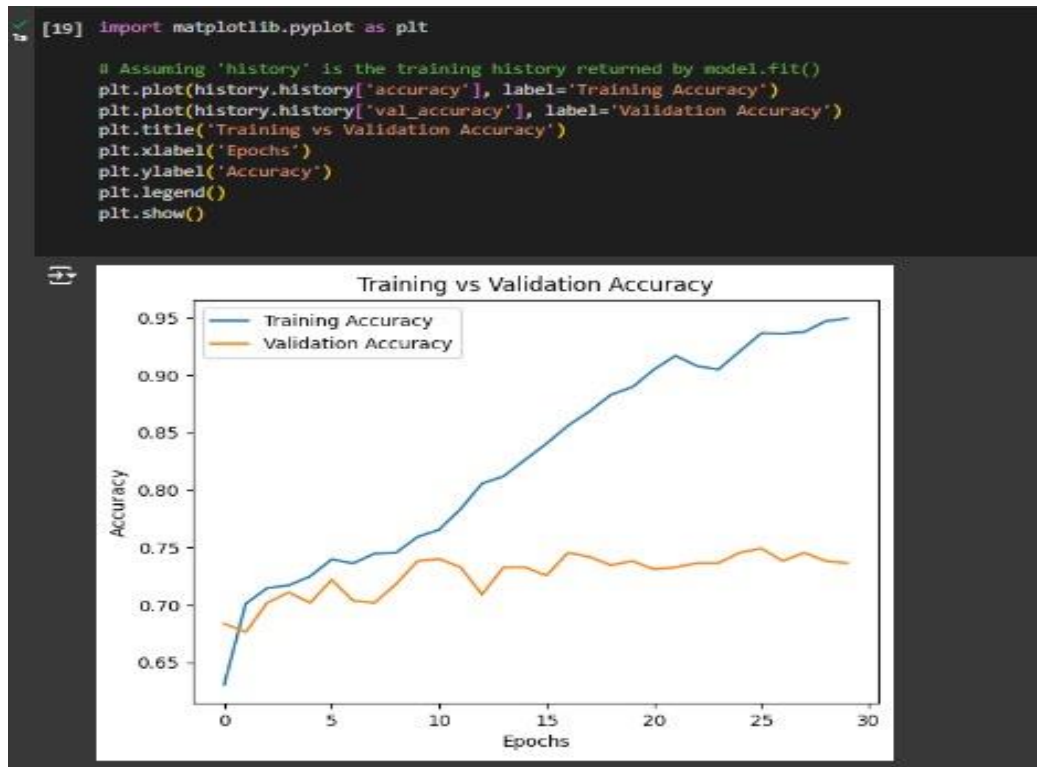 [19] import matplotlib.pyplot as plt
# Assuming 'history' is the training history returned by model.fit()
plt.plot(history.history['accuracy'], label='Training Accuracy')
plt.plot(history.history['val_accuracy'], label='Validation Accuracy')
plt.title('Training vs Validation Accuracy')
plt.xlabel('Epochs')
plt.ylabel('Accuracy')
plt.legend()
plt.show()
Training vs Validation Accuracy
Training Accuracy
Validation Accuracy
0.95
0.90
0.85
0.80
0.75
0.70
0.65
Accuracy
0 5 10 15 20 25 30
Epochs